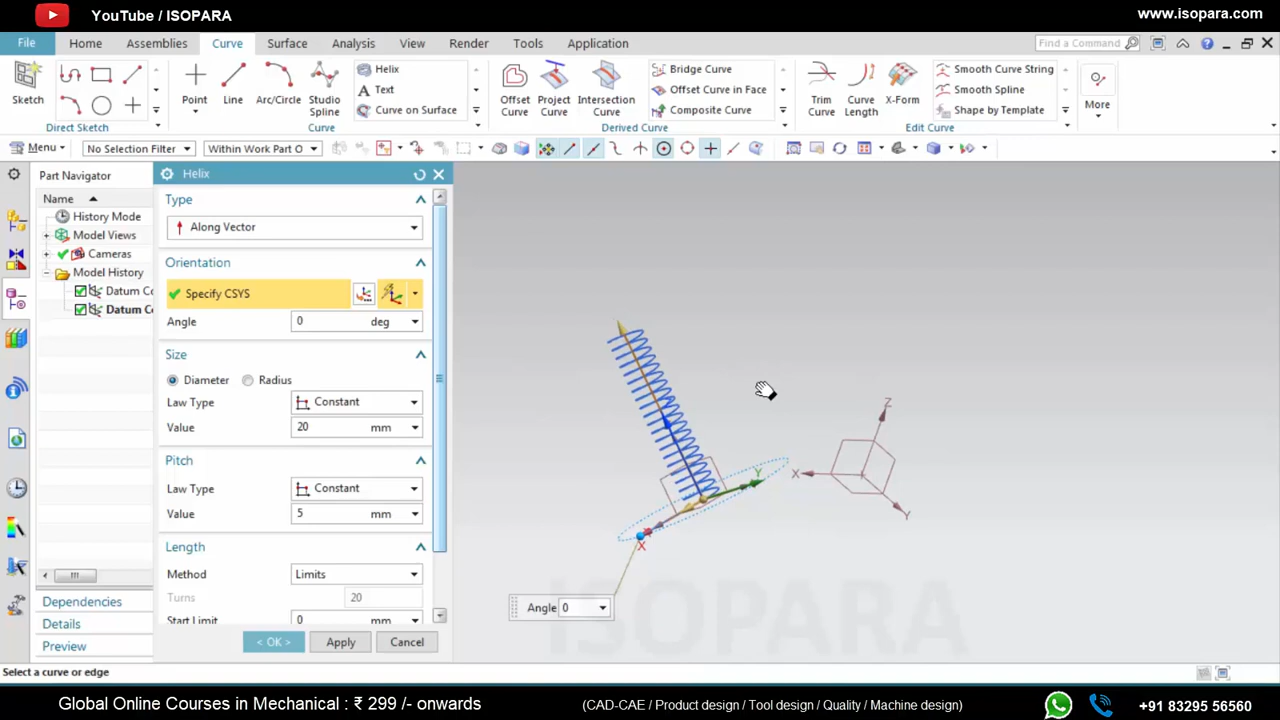 YouTube / ISOPARA
www.isopara.com
File Home Assemblies Curve Surface Analysis View Render Tools Application Find a Command
Sketch Point Line Arc/Circle Studio Spline Helix Text Curve on Surface Offset Curve Project Curve Intersection Curve Bridge Curve Offset Curve in Face Composite Curve Trim Curve Curve Length X-Form Smooth Curve String Smooth Spline Shape by Template More
Direct Sketch Curve Derived Curve Edit Curve
Menu No Selection Filter Within Work Part O
Part Navigator
Name
History Mode
Model Views
Cameras
Model History
Datum Co
Datum Co
Dependencies
Details
Preview
Helix
Type
Along Vector
Orientation
Specify CSYS
Angle 0 deg
Size
Diameter Radius
Law Type Constant
Value 20 mm
Pitch
Law Type Constant
Value 5 mm
Length
Method Limits
Turns 20
Start Limit 0 mm
< OK > Apply Cancel
Z
X
Y
Y
X
Angle 0
ISOPARA
Select a curve or edge
Global Online Courses in Mechanical : ₹ 299 /- onwards
(CAD-CAE / Product design / Tool design / Quality / Machine design)
+91 83295 56560